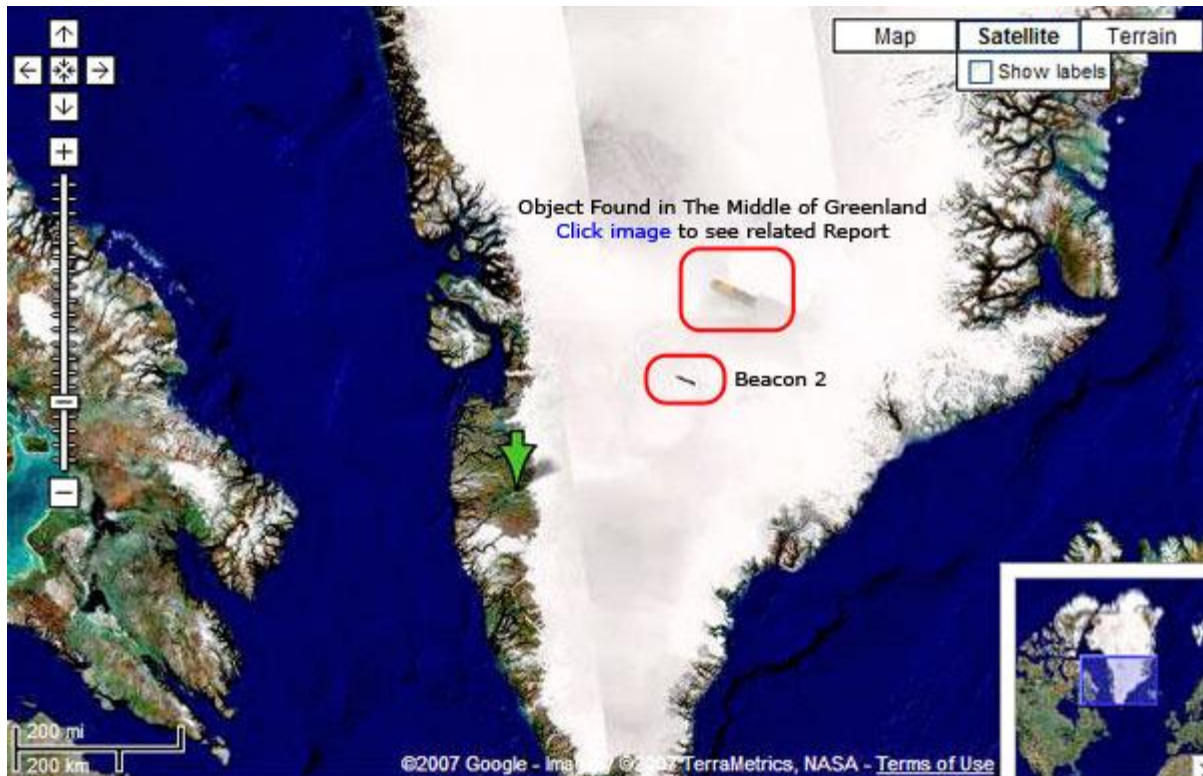 Map
Satellite
Terrain
Show labels
Object Found in The Middle of Greenland
Click image to see related Report
Beacon 2
200 mi
200 km
©2007 Google - Ima ©2007 TerraMetrics, NASA - Terms of Use